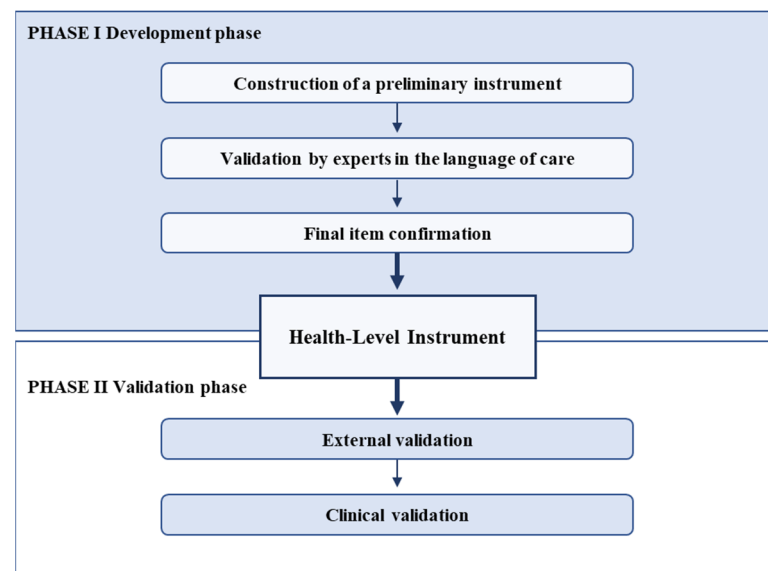 PHASE I Development phase
Construction of a preliminary instrument
Validation by experts in the language of care
Final item confirmation
Health-Level Instrument
PHASE II Validation phase
External validation
Clinical validation